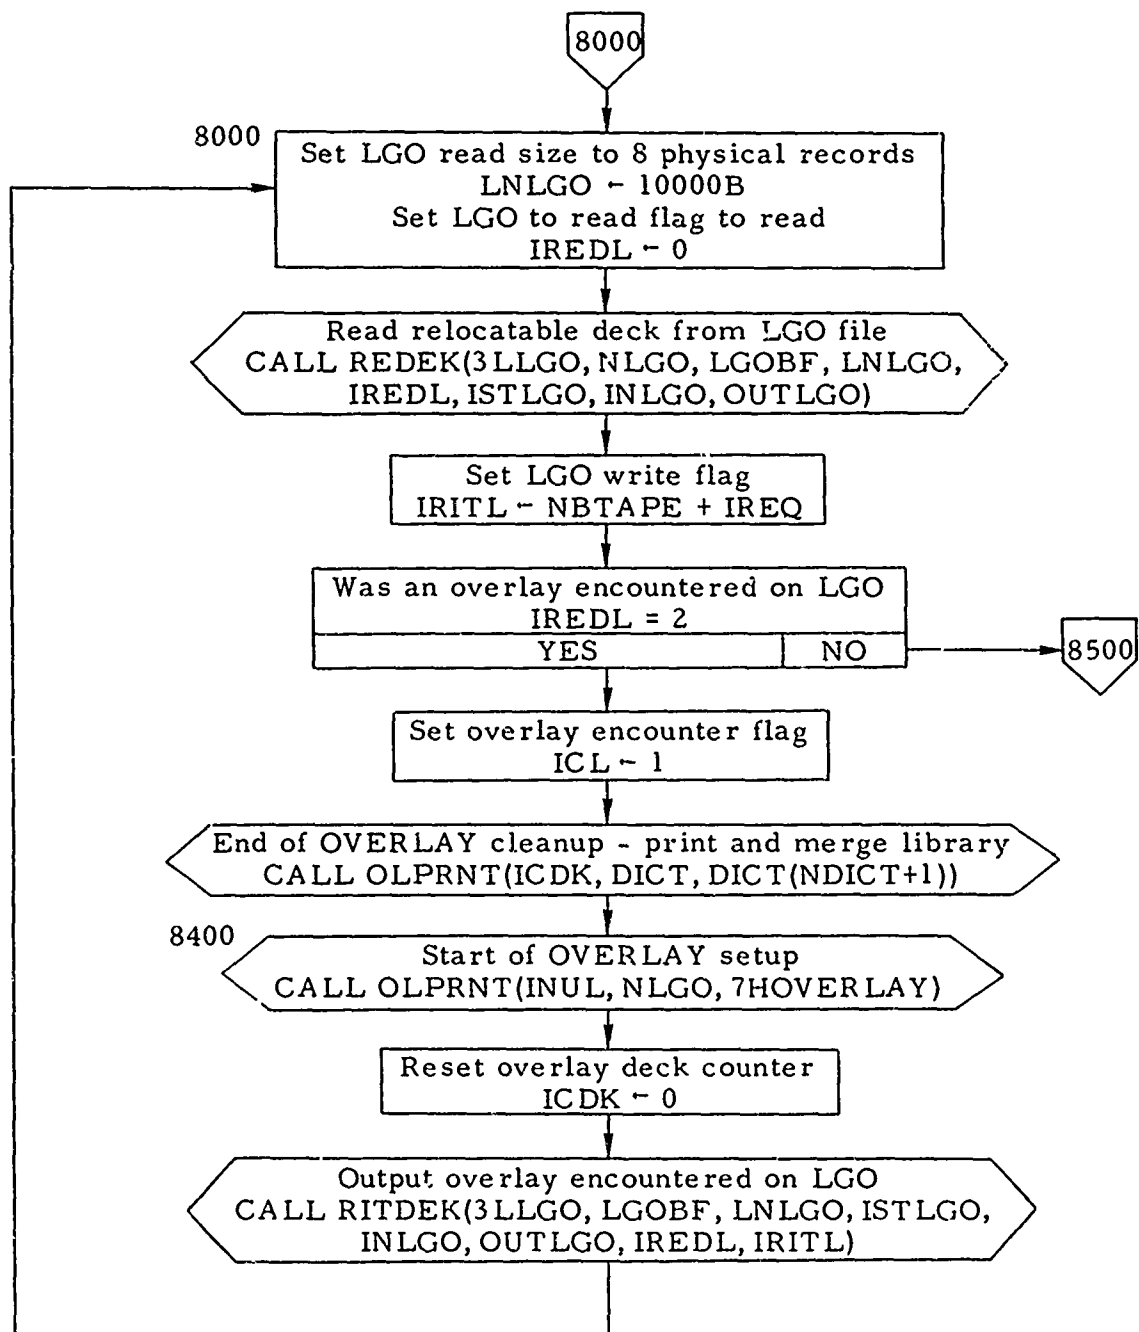 8000
8000
Set LGO read size to 8 physical records
LNLGO ← 10000B
Set LGO to read flag to read
IREDL ← 0
Read relocatable deck from LGO file
CALL REDEK(3LLGO, NLGO, LGOBF, LNLGO,
IREDL, ISTLGO, INLGO, OUTLGO)
Set LGO write flag
IRITL ← NBTAPE + IREQ
Was an overlay encountered on LGO
IREDL = 2
YES NO
8500
Set overlay encounter flag
ICL ← 1
End of OVERLAY cleanup - print and merge library
CALL OLPRNT(ICDK, DICT, DICT(NDICT+1))
8400
Start of OVERLAY setup
CALL OLPRNT(INUL, NLGO, 7HOVERLAY)
Reset overlay deck counter
ICDK ← 0
Output overlay encountered on LGO
CALL RITDEK(3LLGO, LGOBF, LNLGO, ISTLGO,
INLGO, OUTLGO, IREDL, IRITL)